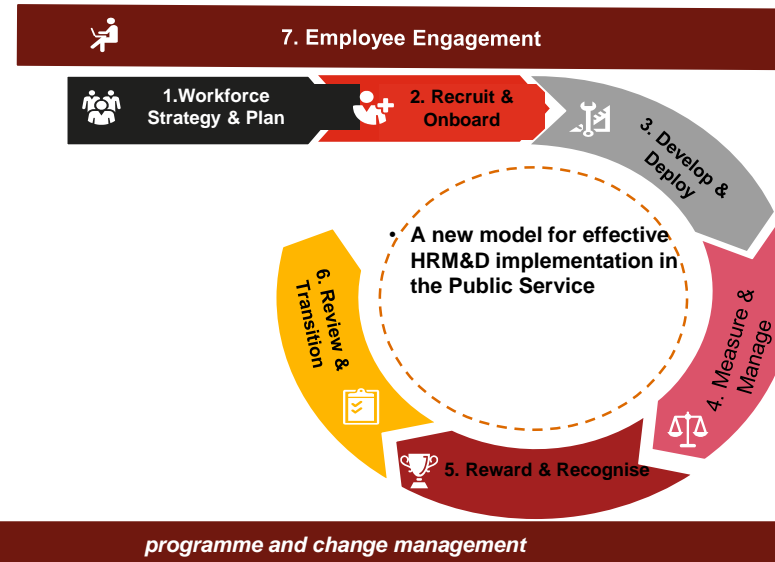 7. Employee Engagement
1.Workforce
Strategy & Plan
2. Recruit &
Onboard
3. Develop &
Deploy
• A new model for effective
HRM&D implementation in
the Public Service
4. Measure &
Manage
5. Reward & Recognise
6. Review &
Transition
programme and change management